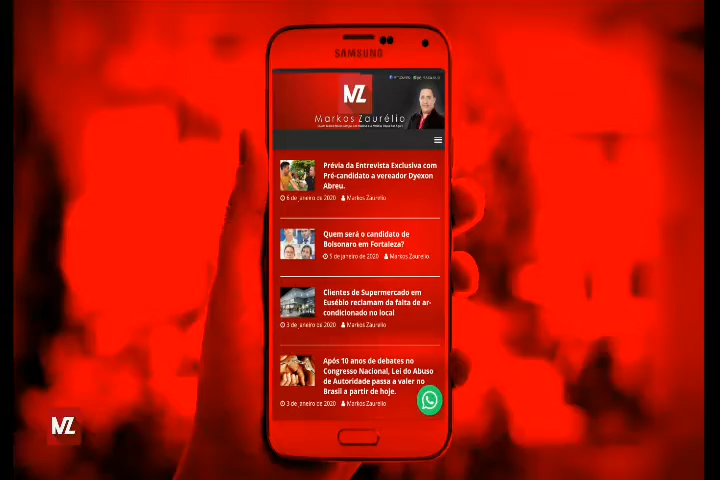 SAMSUNG
MZ
Markos Zaurélio
Prévia da Entrevista Exclusiva com
Pré-candidato a vereador Dyexon
Abreu.
6 de janeiro de 2020 Markos Zaurelio
Quem será o candidato de
Bolsonaro em Fortaleza?
5 de janeiro de 2020 Markos Zaurelio
Clientes de Supermercado em
Eusébio reclamam da falta de ar-
condicionado no local
3 de janeiro de 2020 Markos Zaurelio
Após 10 anos de debates no
Congresso Nacional, Lei do Abuso
de Autoridade passa a valer no
Brasil a partir de hoje.
3 de janeiro de 2020 Markos Zaurelio
MZ